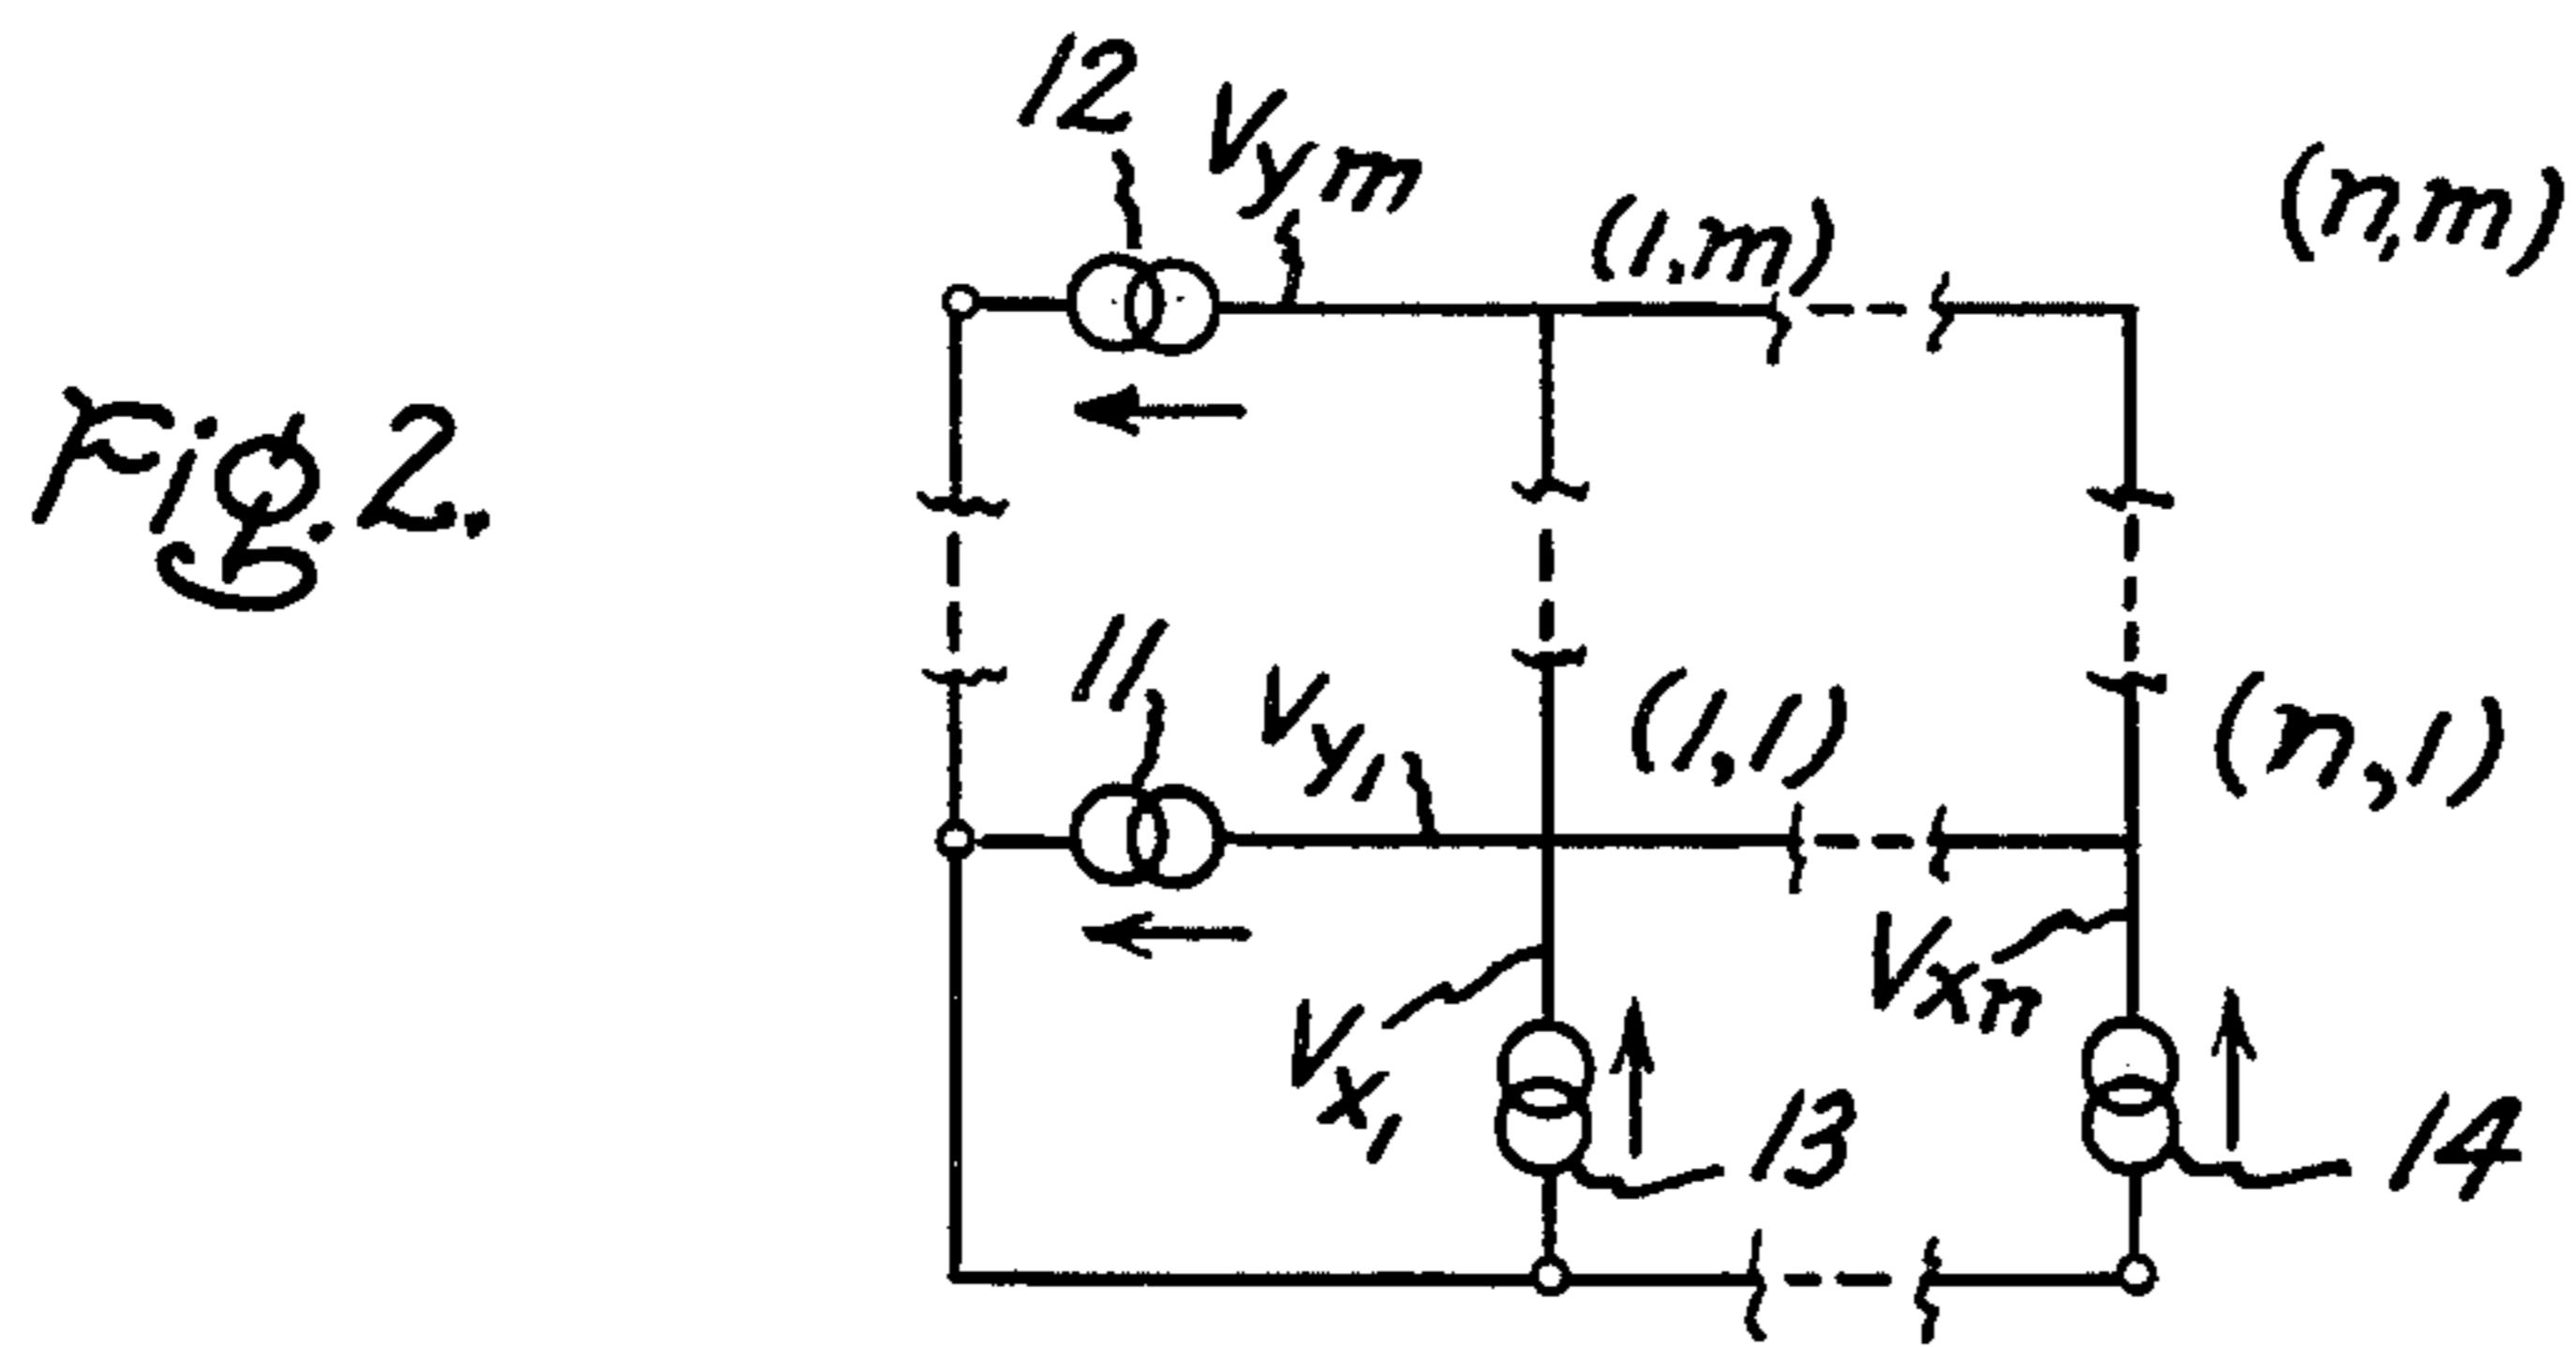 12
Vym
(1,m)
(n,m)
Fig. 2.
11
Vy1
(1,1)
(n,1)
Vx1
Vxn
13
14